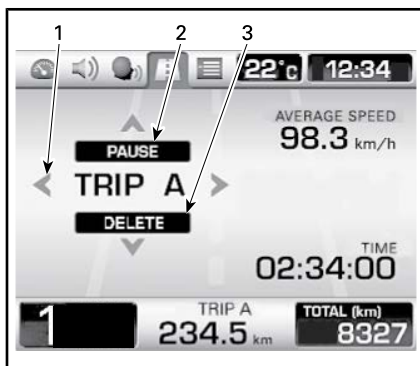 1 2 3
22°c 12:34
AVERAGE SPEED
98.3 km/h
PAUSE
TRIP A
DELETE
TIME
02:34:00
1
TRIP A
234.5 km
TOTAL (km)
8327